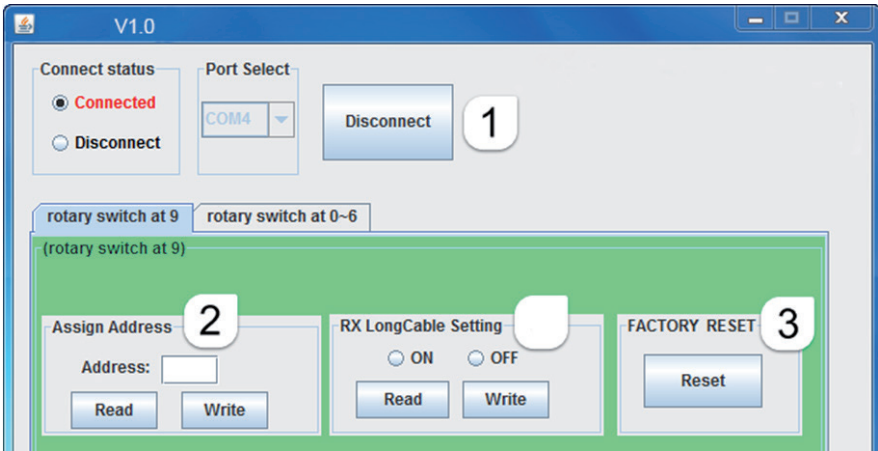 V1.0
Connect status
Port Select
Connected
COM4
Disconnect
1
Disconnect
rotary switch at 9
rotary switch at 0~6
(rotary switch at 9)
Assign Address
2
RX LongCable Setting
FACTORY RESET
3
Address:
ON
OFF
Reset
Read
Write
Read
Write